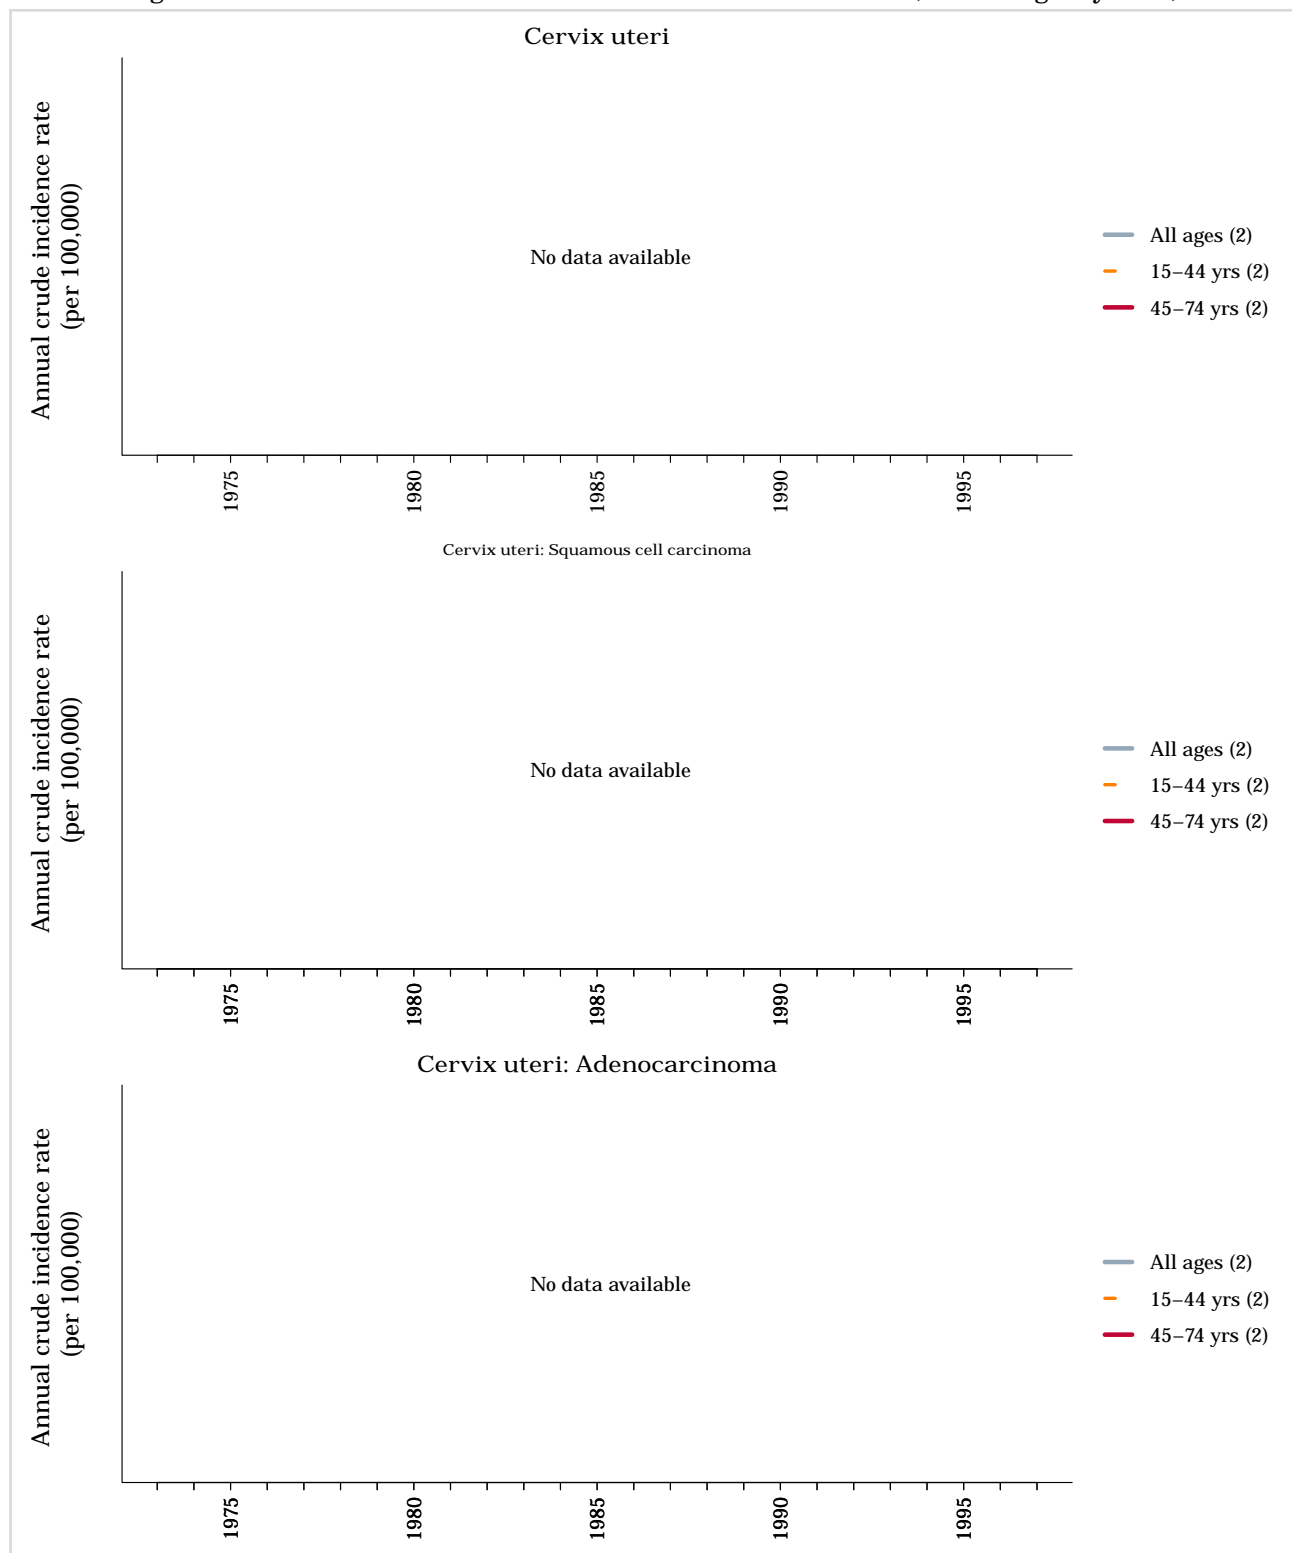 Cervix uteri
Annual crude incidence rate
(per 100,000)
No data available
All ages (2)
15–44 yrs (2)
45–74 yrs (2)
1975
1980
1985
1990
1995
Cervix uteri: Squamous cell carcinoma
Annual crude incidence rate
(per 100,000)
No data available
All ages (2)
15–44 yrs (2)
45–74 yrs (2)
1975
1980
1985
1990
1995
Cervix uteri: Adenocarcinoma
Annual crude incidence rate
(per 100,000)
No data available
All ages (2)
15–44 yrs (2)
45–74 yrs (2)
1975
1980
1985
1990
1995